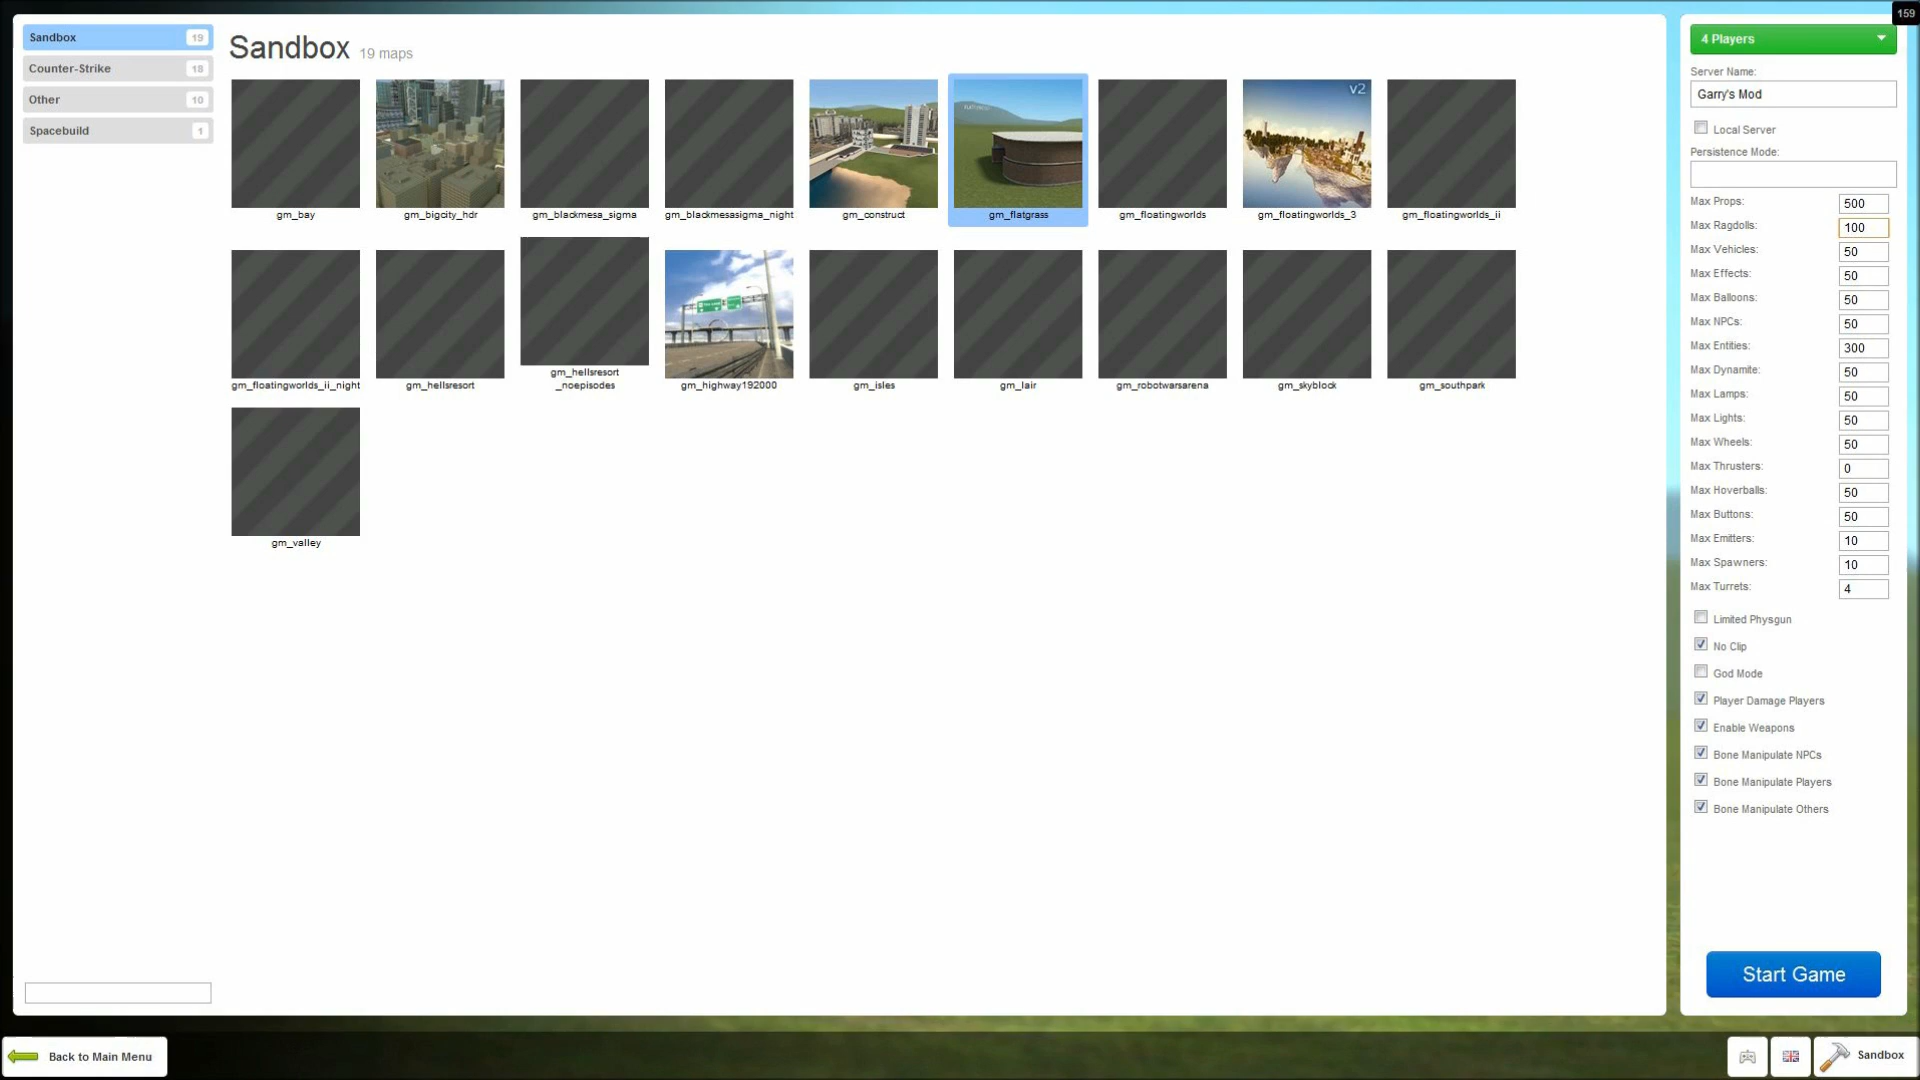 159
Sandbox 19
Counter-Strike 18
Other 10
Spacebuild 1
Sandbox 19 maps
v2
gm_bay
gm_bigcity_hdr
gm_blackmesa_sigma
gm_blackmesasigma_night
gm_construct
gm_flatgrass
gm_floatingworlds
gm_floatingworlds_3
gm_floatingworlds_ii
gm_floatingworlds_ii_night
gm_hellsresort
gm_hellsresort
_noepisodes
gm_highway192000
gm_isles
gm_lair
gm_robotwarsarena
gm_skyblock
gm_southpark
gm_valley
4 Players
Server Name:
Garry's Mod
Local Server
Persistence Mode:
Max Props: 500
Max Ragdolls: 100
Max Vehicles: 50
Max Effects: 50
Max Balloons: 50
Max NPCs: 50
Max Entities: 300
Max Dynamite: 50
Max Lamps: 50
Max Lights: 50
Max Wheels: 50
Max Thrusters: 0
Max Hoverballs: 50
Max Buttons: 50
Max Emitters: 10
Max Spawners: 10
Max Turrets: 4
Limited Physgun
No Clip
God Mode
Player Damage Players
Enable Weapons
Bone Manipulate NPCs
Bone Manipulate Players
Bone Manipulate Others
Start Game
Back to Main Menu
Sandbox